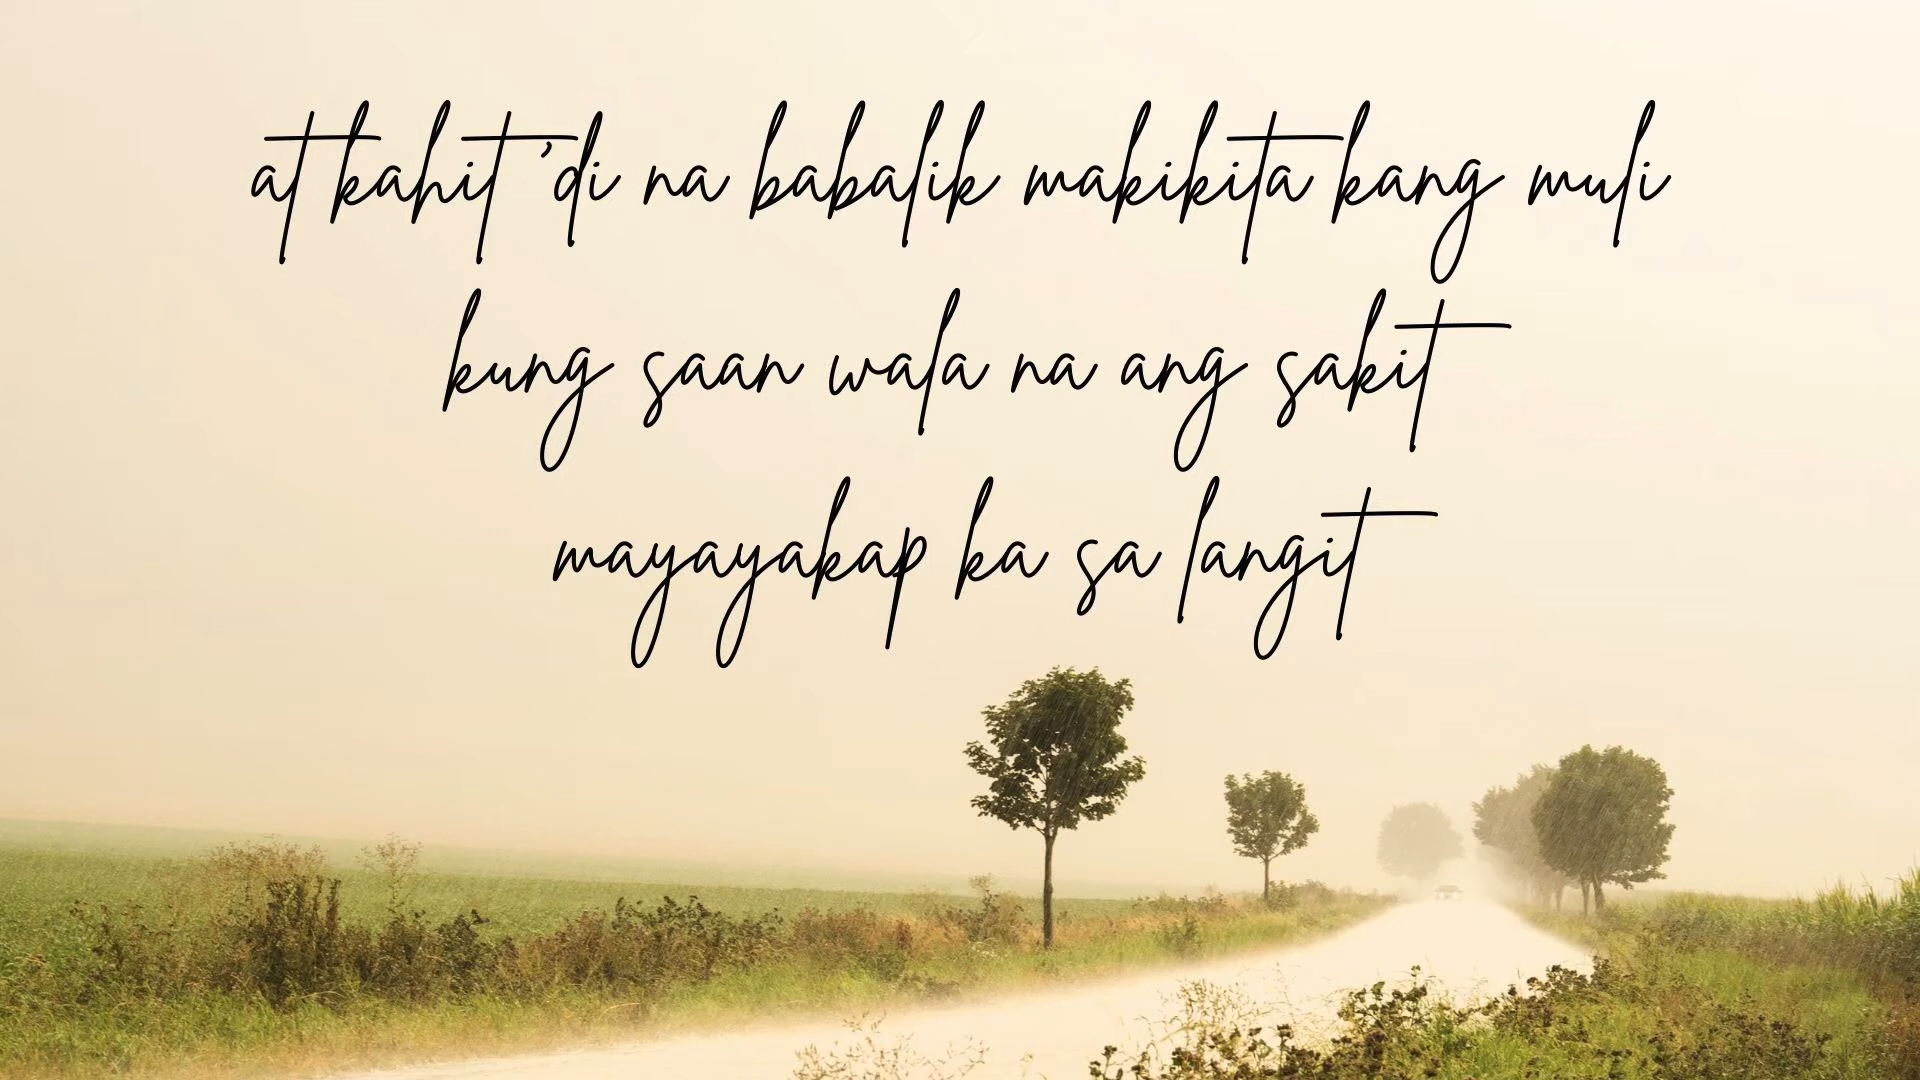 at kahit 'di na babalik makikita kang muli
kung saan wala na ang sakit
mayayakap ka sa langit